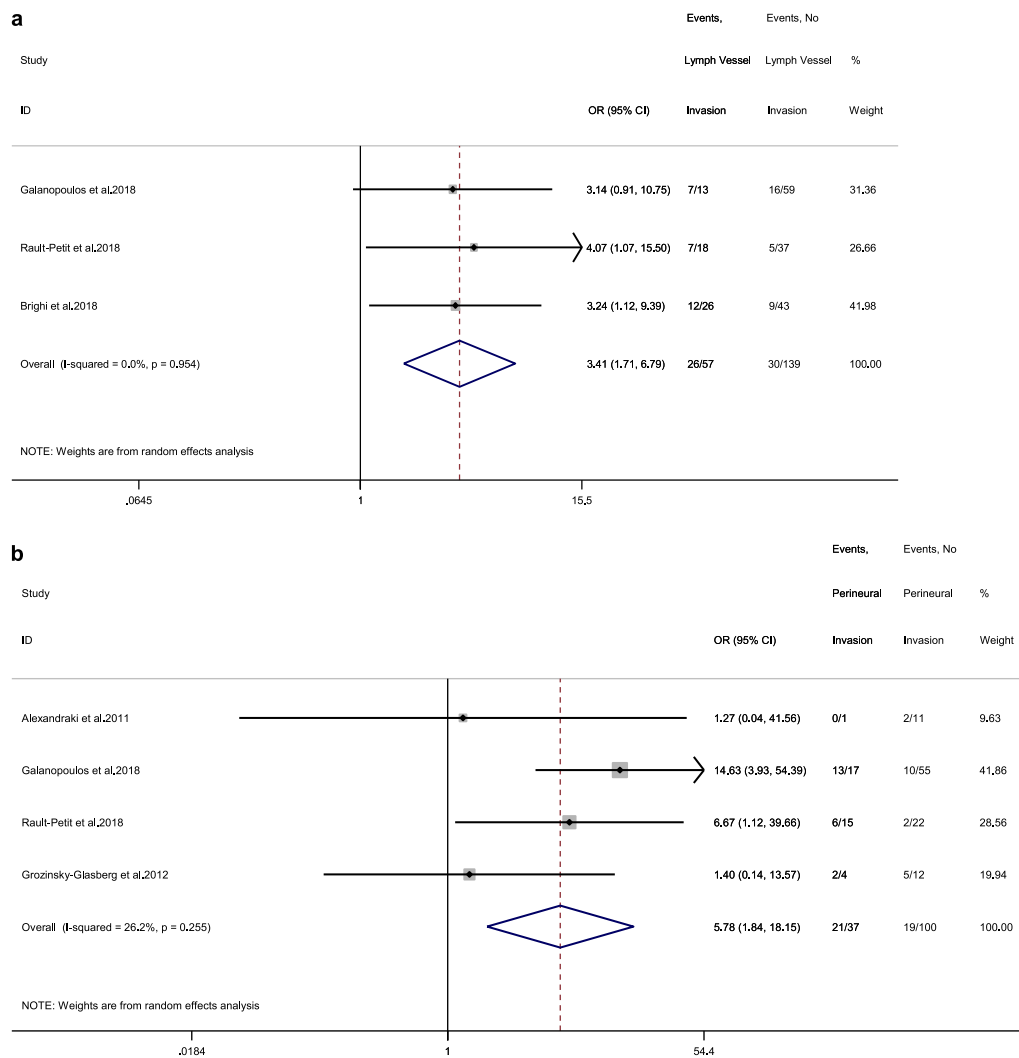 a
Events, Events, No
Study Lymph Vessel Lymph Vessel %
ID OR (95% CI) Invasion Invasion Weight
Galanopoulos et al.2018 3.14 (0.91, 10.75) 7/13 16/59 31.36
Rault-Petit et al.2018 4.07 (1.07, 15.50) 7/18 5/37 26.66
Brighi et al.2018 3.24 (1.12, 9.39) 12/26 9/43 41.98
Overall (I-squared = 0.0%, p = 0.954) 3.41 (1.71, 6.79) 26/57 30/139 100.00
NOTE: Weights are from random effects analysis
.0645 1 15.5
b
Events, Events, No
Study Perineural Perineural %
ID OR (95% CI) Invasion Invasion Weight
Alexandraki et al.2011 1.27 (0.04, 41.56) 0/1 2/11 9.63
Galanopoulos et al.2018 14.63 (3.93, 54.39) 13/17 10/55 41.86
Rault-Petit et al.2018 6.67 (1.12, 39.66) 6/15 2/22 28.56
Grozinsky-Glasberg et al.2012 1.40 (0.14, 13.57) 2/4 5/12 19.94
Overall (I-squared = 26.2%, p = 0.255) 5.78 (1.84, 18.15) 21/37 19/100 100.00
NOTE: Weights are from random effects analysis
.0184 1 54.4